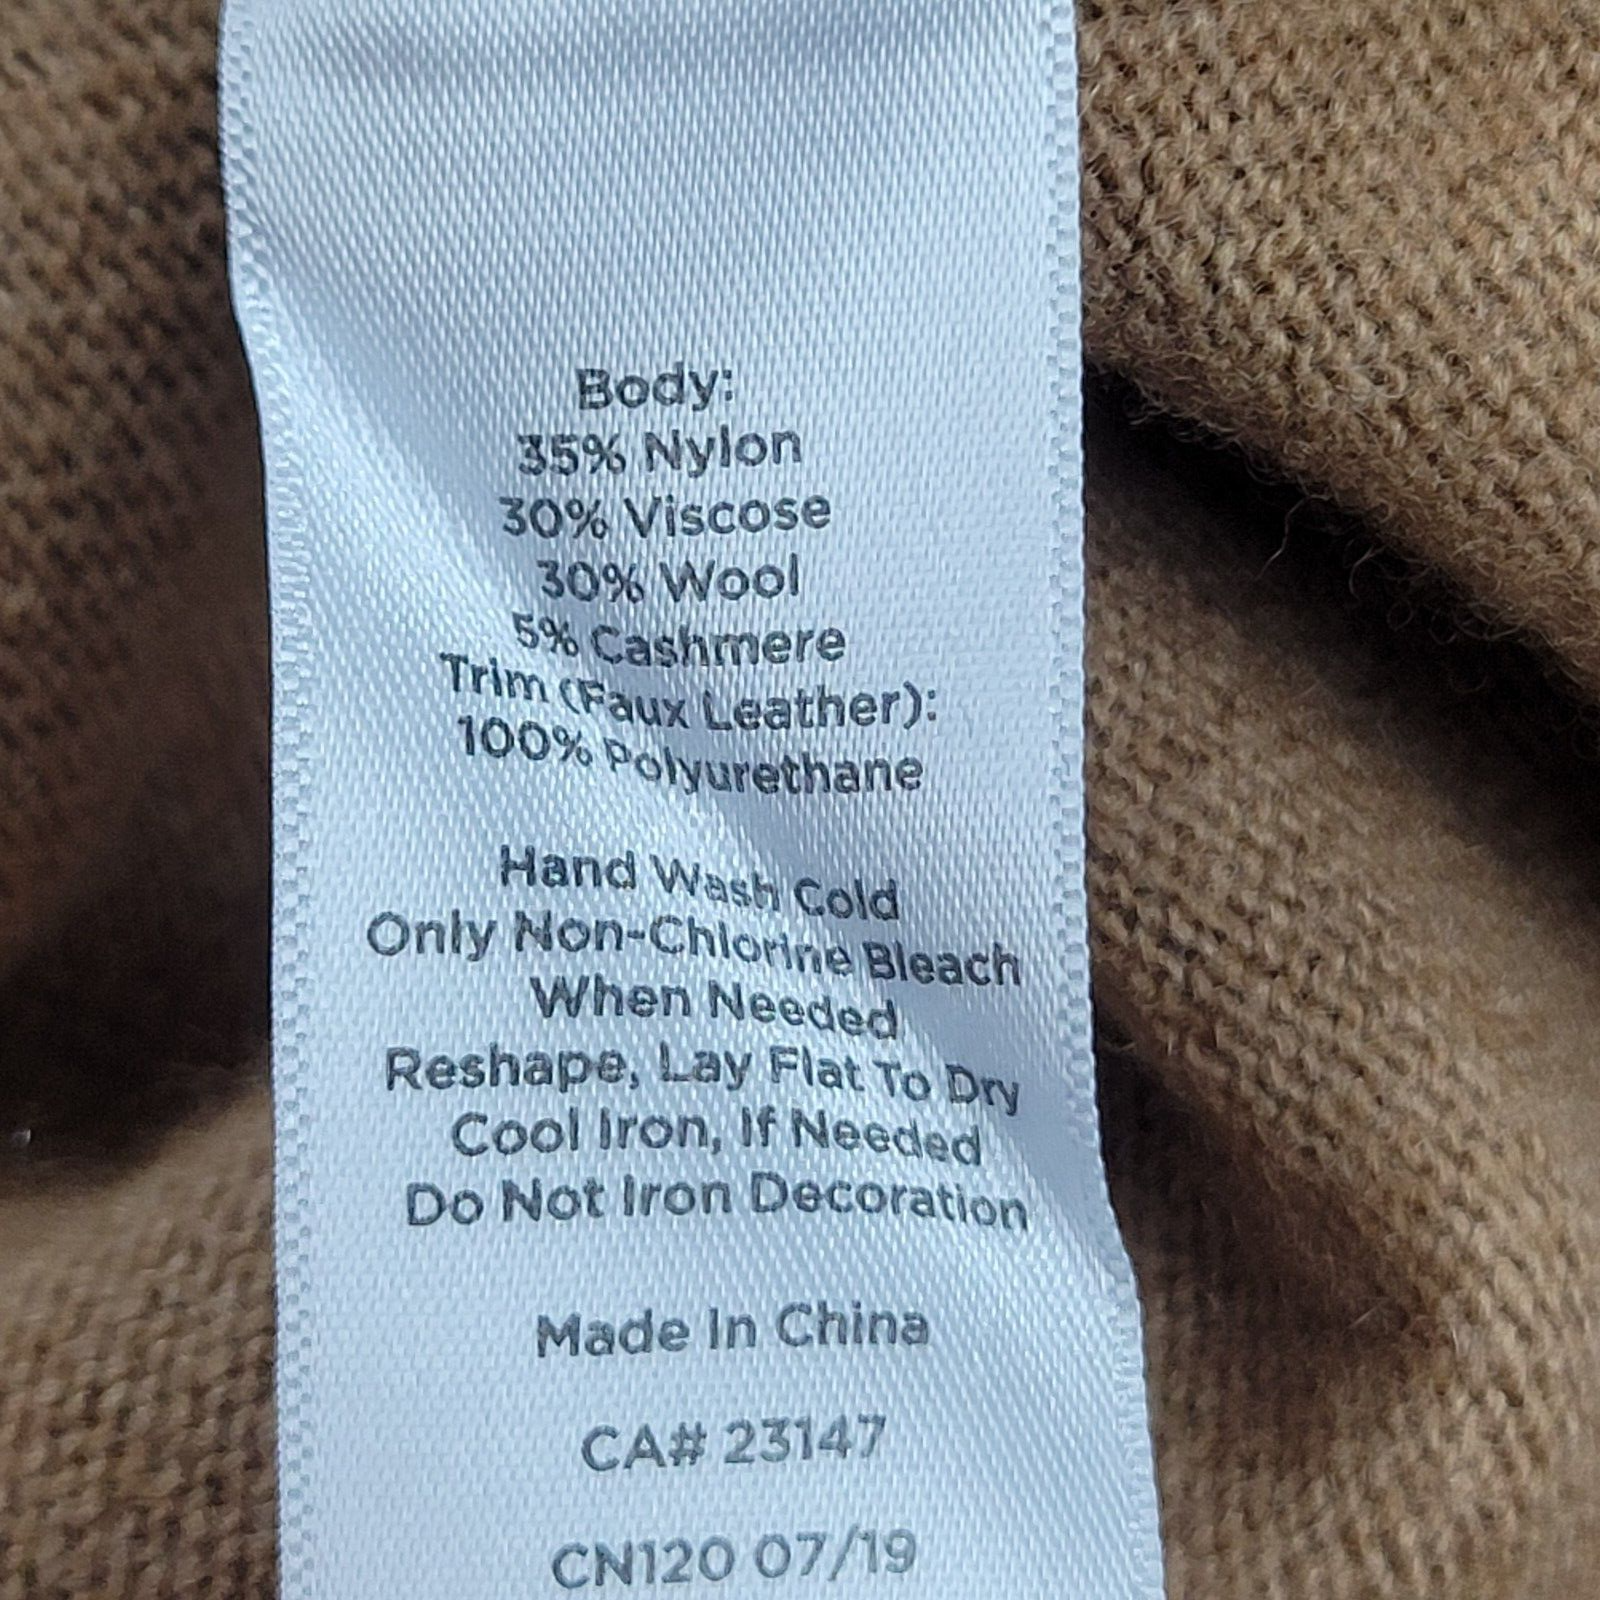 Body:
35% Nylon
30% Viscose
30% Wool
5% Cashmere
Trim (Faux Leather):
100% Polyurethane
Hand Wash Cold
Only Non-Chlorine Bleach
When Needed
Reshape, Lay Flat To Dry
Cool Iron, If Needed
Do Not Iron Decoration
Made In China
CA# 23147
CN120 07/19